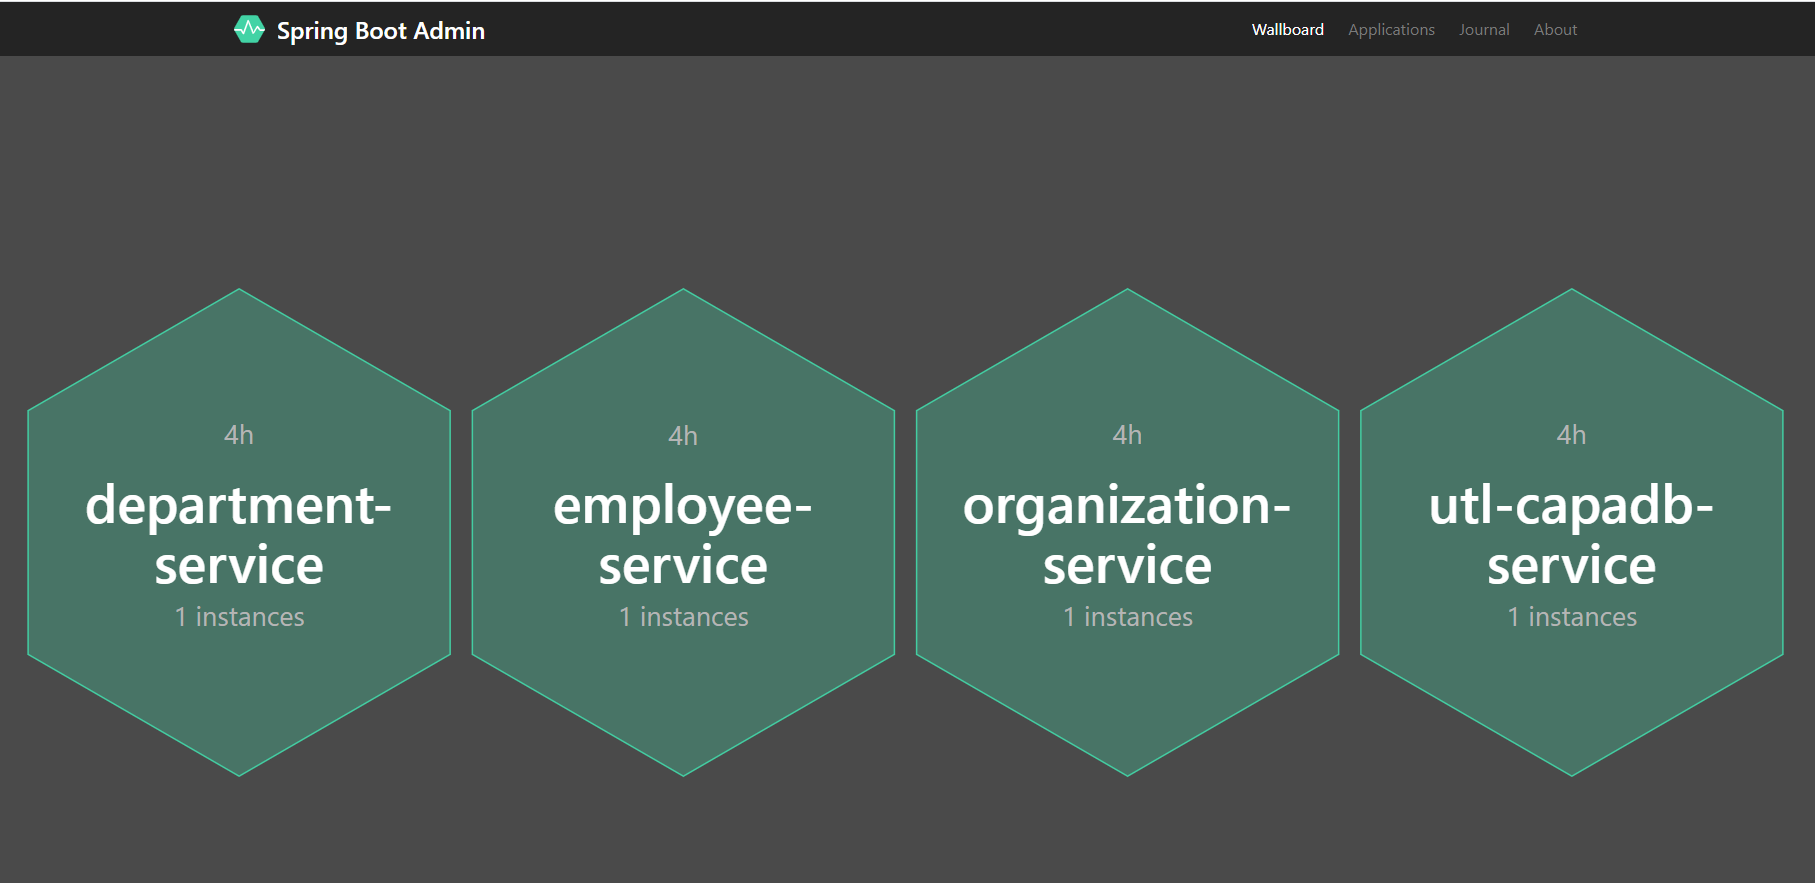 Spring Boot Admin
Wallboard Applications Journal About
4h
department-
service
1 instances
4h
employee-
service
1 instances
4h
organization-
service
1 instances
4h
utl-capadb-
service
1 instances